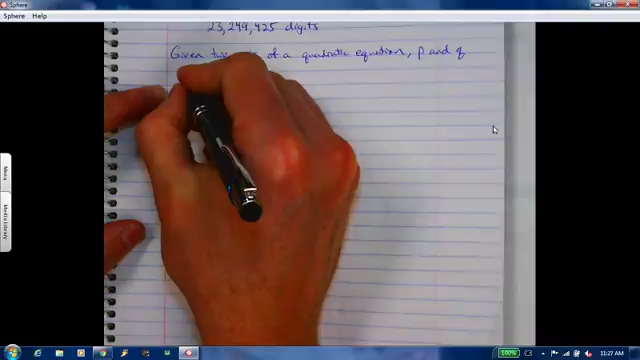 Sphere
Sphere Help
23,249,425 digits
Given two of a quadratic equation, p and q
Menu
Media Library
100%
11:27 AM